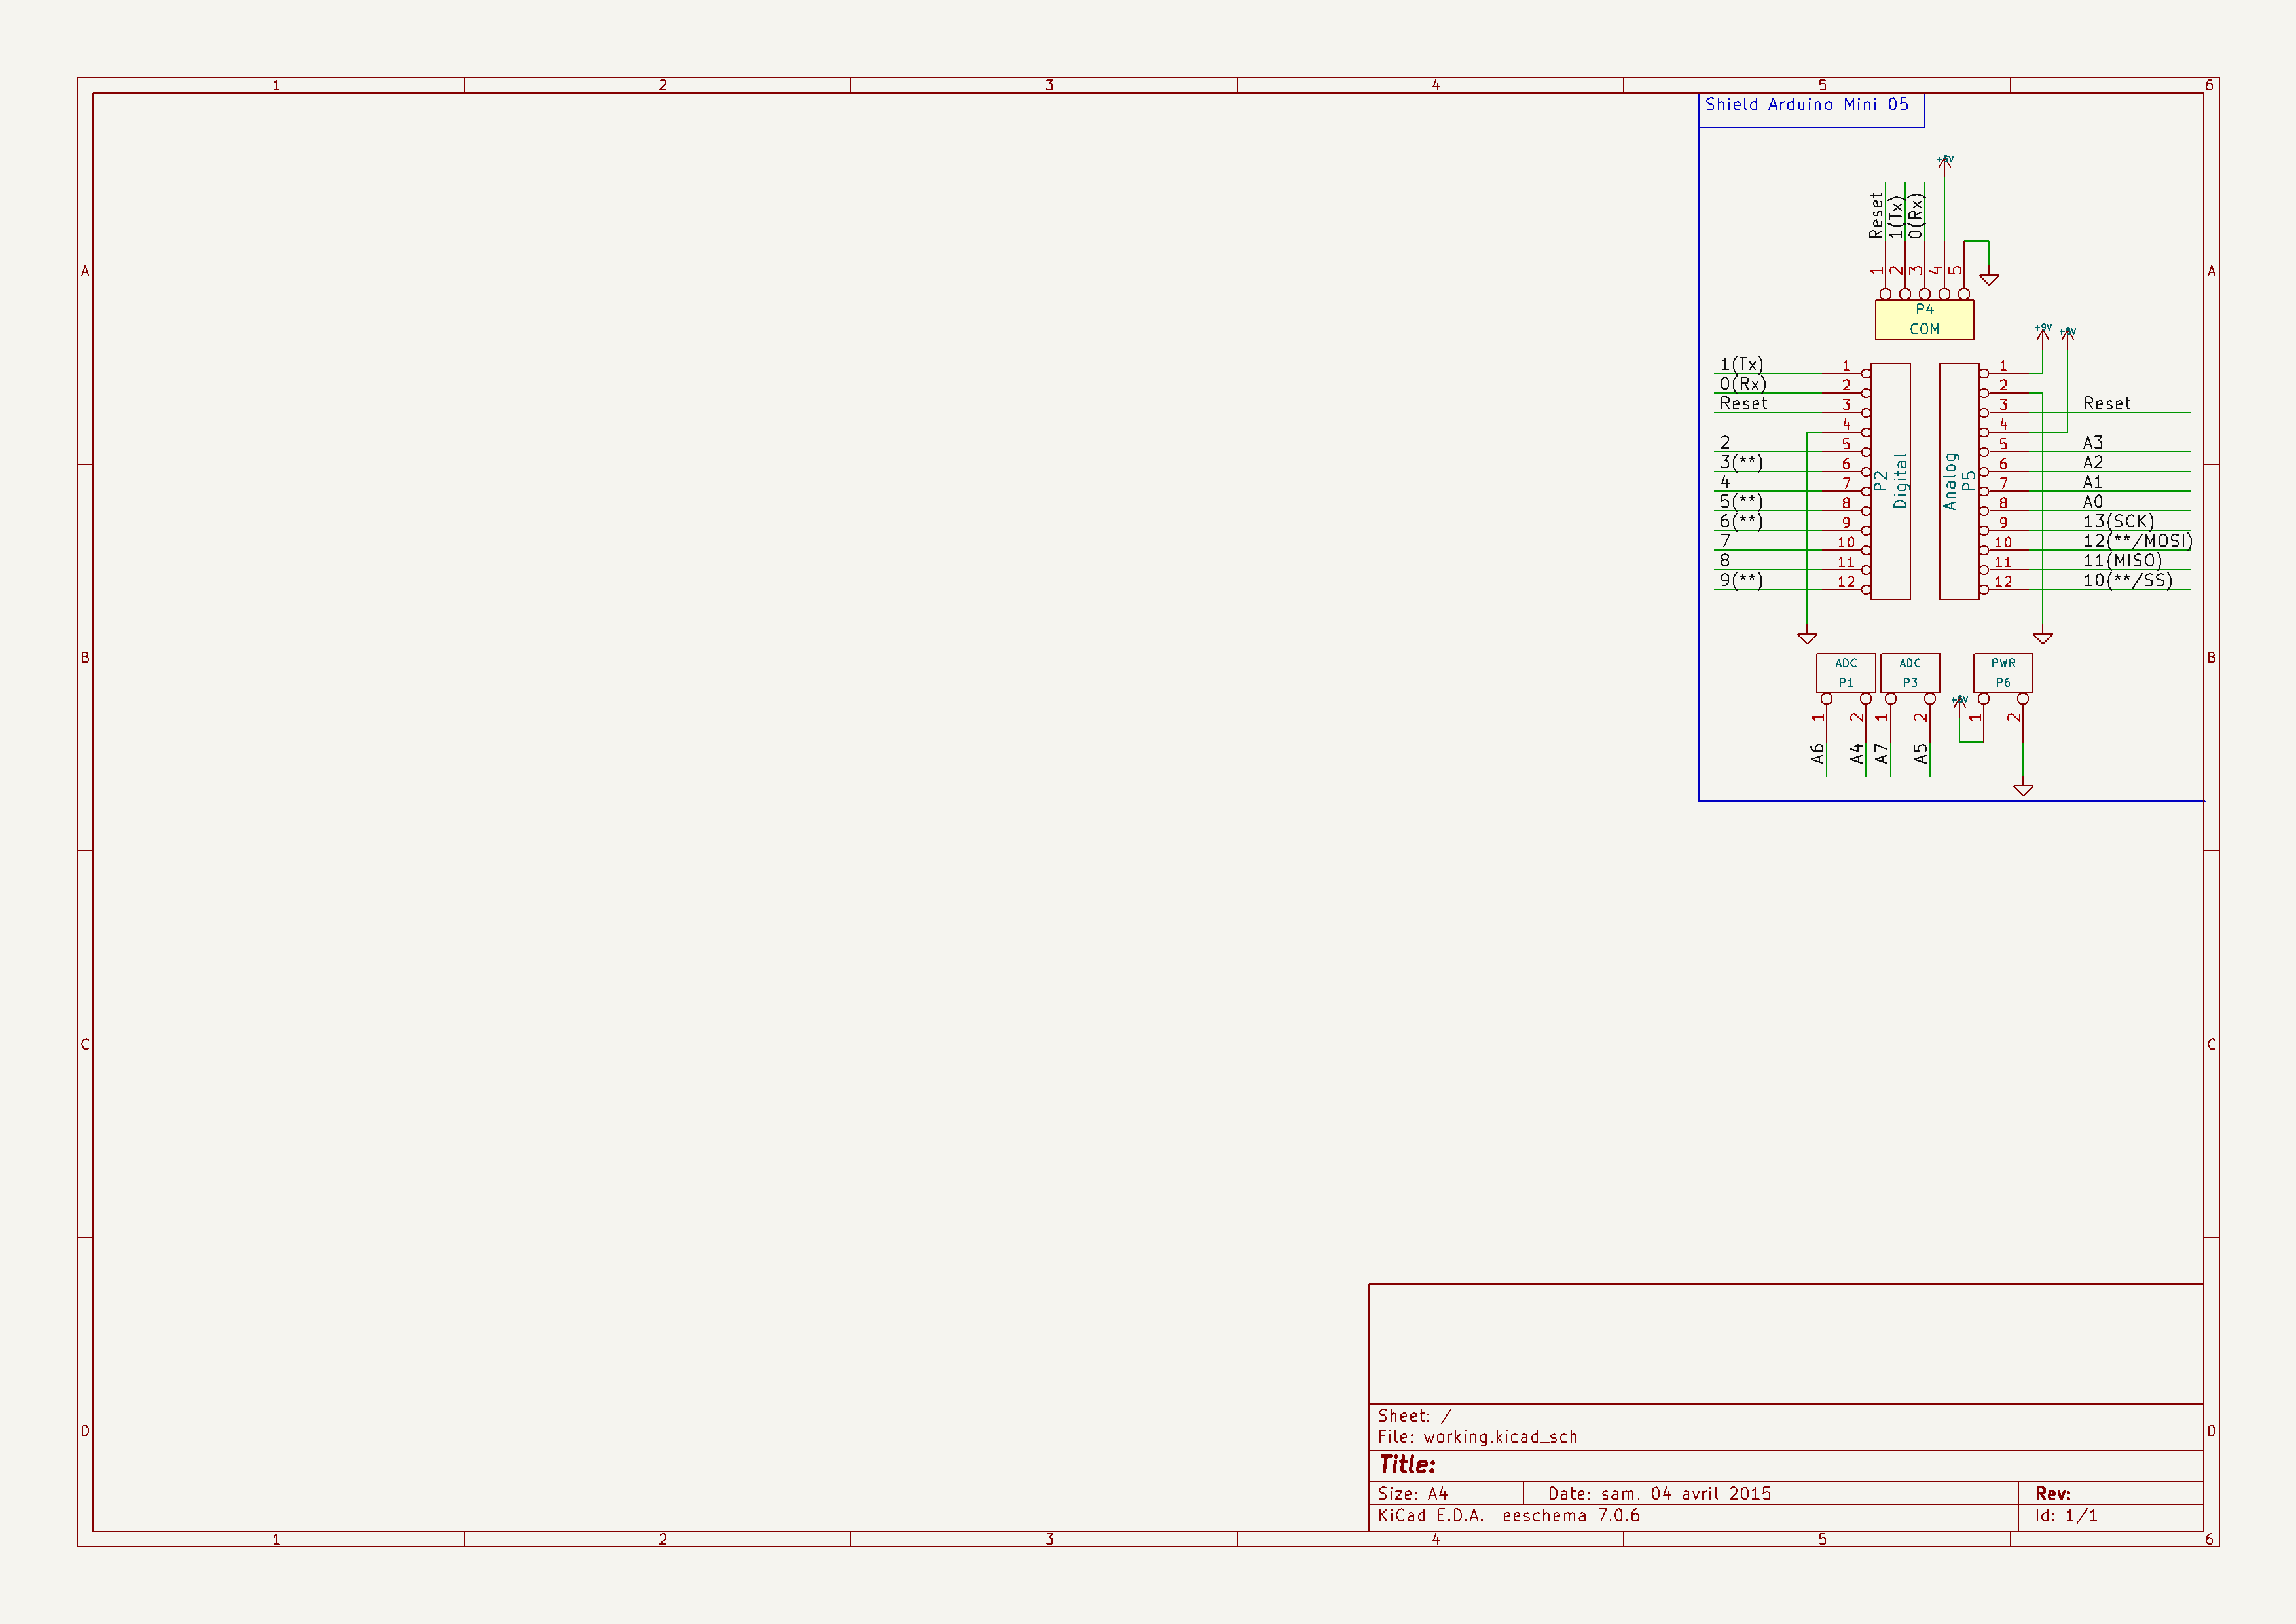 1 2 3 4 5 6
Shield Arduino Mini 05
Reset
1(Tx)
0(Rx)
1 2 3 4 5
P4
COM
+9V
1(Tx) 1
0(Rx) 2
Reset 3
4
2 5
3(**) 6
4 7
5(**) 8
6(**) 9
7 10
8 11
9(**) 12
P2
Digital
Analog
P5
1
2
3 Reset
4
5 A3
6 A2
7 A1
8 A0
9 13(SCK)
10 12(**/MOSI)
11 11(MISO)
12 10(**/SS)
ADC
P1
1 2
A6 A4
ADC
P3
1 2
A7 A5
PWR
P6
1 2
A A
B B
C C
D D
Sheet: /
File: working.kicad_sch
Title:
Size: A4 Date: sam. 04 avril 2015 Rev:
KiCad E.D.A. eeschema 7.0.6 Id: 1/1
1 2 3 4 5 6